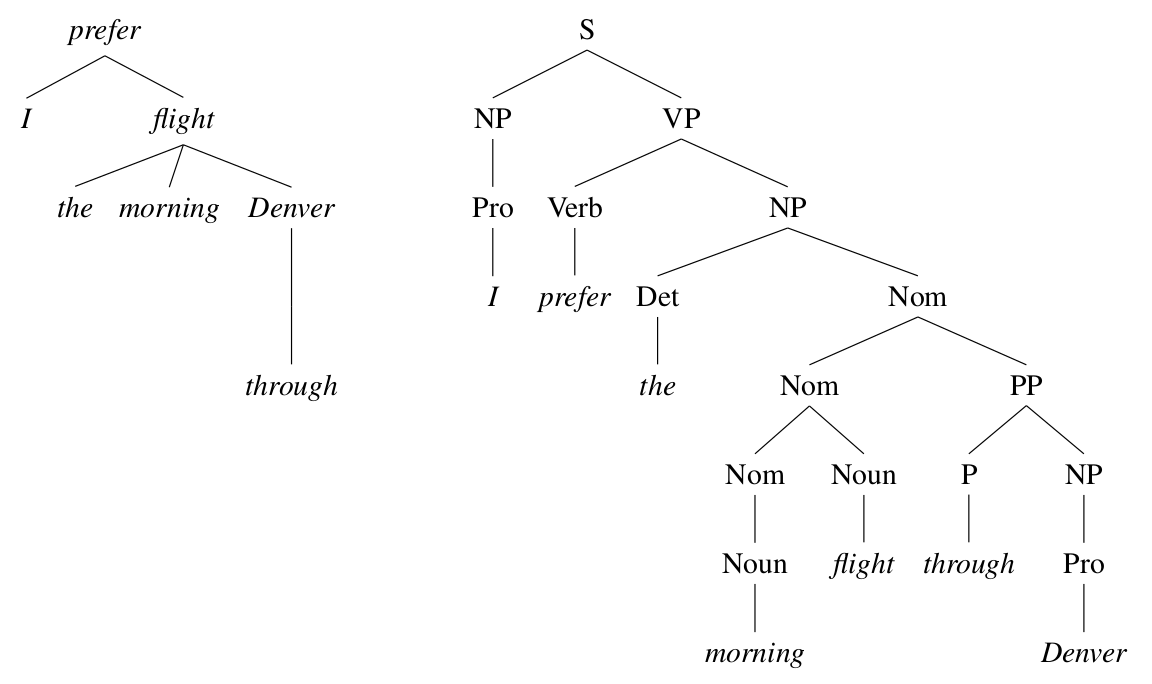 prefer S
I flight NP VP
the morning Denver Pro Verb NP
I prefer Det Nom
through the Nom PP
Nom Noun P NP
Noun flight through Pro
morning Denver